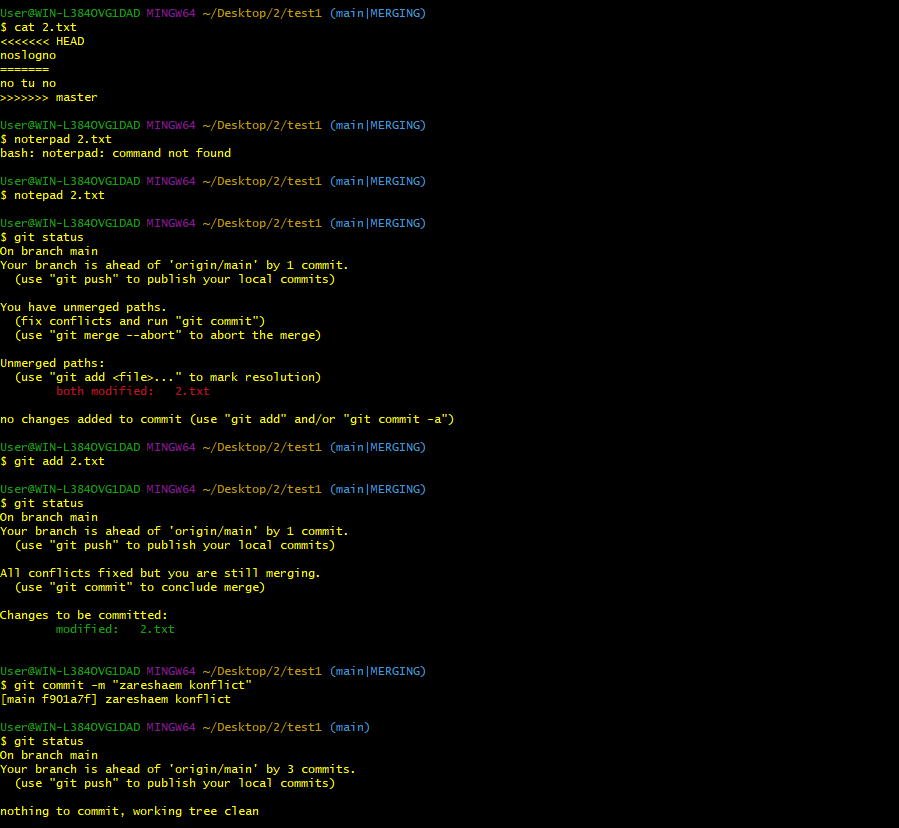 User@WIN-L384OVG1DAD MINGW64 ~/Desktop/2/test1 (main|MERGING)
$ cat 2.txt
<<<<<<< HEAD
noslogno
=======
no tu no
>>>>>>> master
User@WIN-L384OVG1DAD MINGW64 ~/Desktop/2/test1 (main|MERGING)
$ noterpad 2.txt
bash: noterpad: command not found
User@WIN-L384OVG1DAD MINGW64 ~/Desktop/2/test1 (main|MERGING)
$ notepad 2.txt
User@WIN-L384OVG1DAD MINGW64 ~/Desktop/2/test1 (main|MERGING)
$ git status
On branch main
Your branch is ahead of 'origin/main' by 1 commit.
  (use "git push" to publish your local commits)
You have unmerged paths.
  (fix conflicts and run "git commit")
  (use "git merge --abort" to abort the merge)
Unmerged paths:
  (use "git add <file>..." to mark resolution)
        both modified:   2.txt
no changes added to commit (use "git add" and/or "git commit -a")
User@WIN-L384OVG1DAD MINGW64 ~/Desktop/2/test1 (main|MERGING)
$ git add 2.txt
User@WIN-L384OVG1DAD MINGW64 ~/Desktop/2/test1 (main|MERGING)
$ git status
On branch main
Your branch is ahead of 'origin/main' by 1 commit.
  (use "git push" to publish your local commits)
All conflicts fixed but you are still merging.
  (use "git commit" to conclude merge)
Changes to be committed:
        modified:   2.txt
User@WIN-L384OVG1DAD MINGW64 ~/Desktop/2/test1 (main|MERGING)
$ git commit -m "zareshaem konflict"
[main f901a7f] zareshaem konflict
User@WIN-L384OVG1DAD MINGW64 ~/Desktop/2/test1 (main)
$ git status
On branch main
Your branch is ahead of 'origin/main' by 3 commits.
  (use "git push" to publish your local commits)
nothing to commit, working tree clean